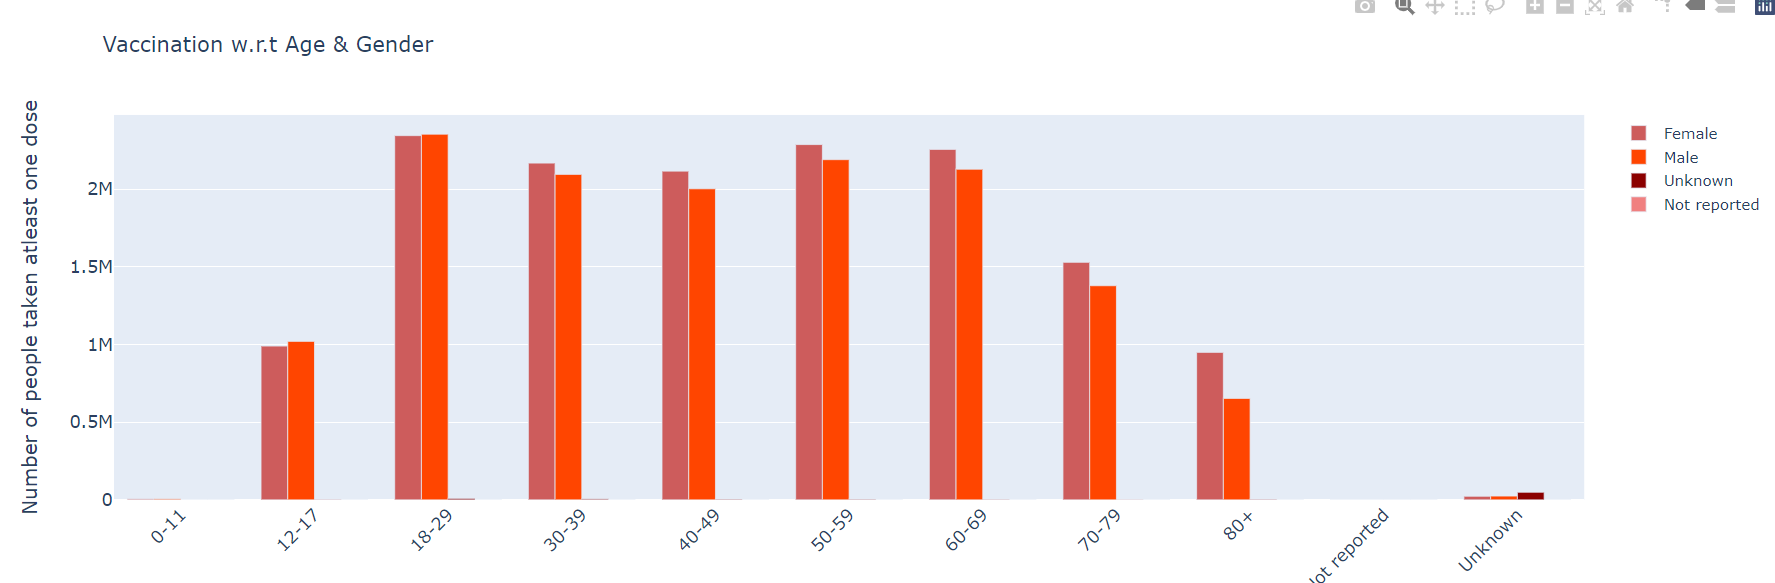 Vaccination w.r.t Age & Gender
Number of people taken atleast one dose
2M
1.5M
1M
0.5M
0
0-11
12-17
18-29
30-39
40-49
50-59
60-69
70-79
80+
lot reported
Unknown
Female
Male
Unknown
Not reported